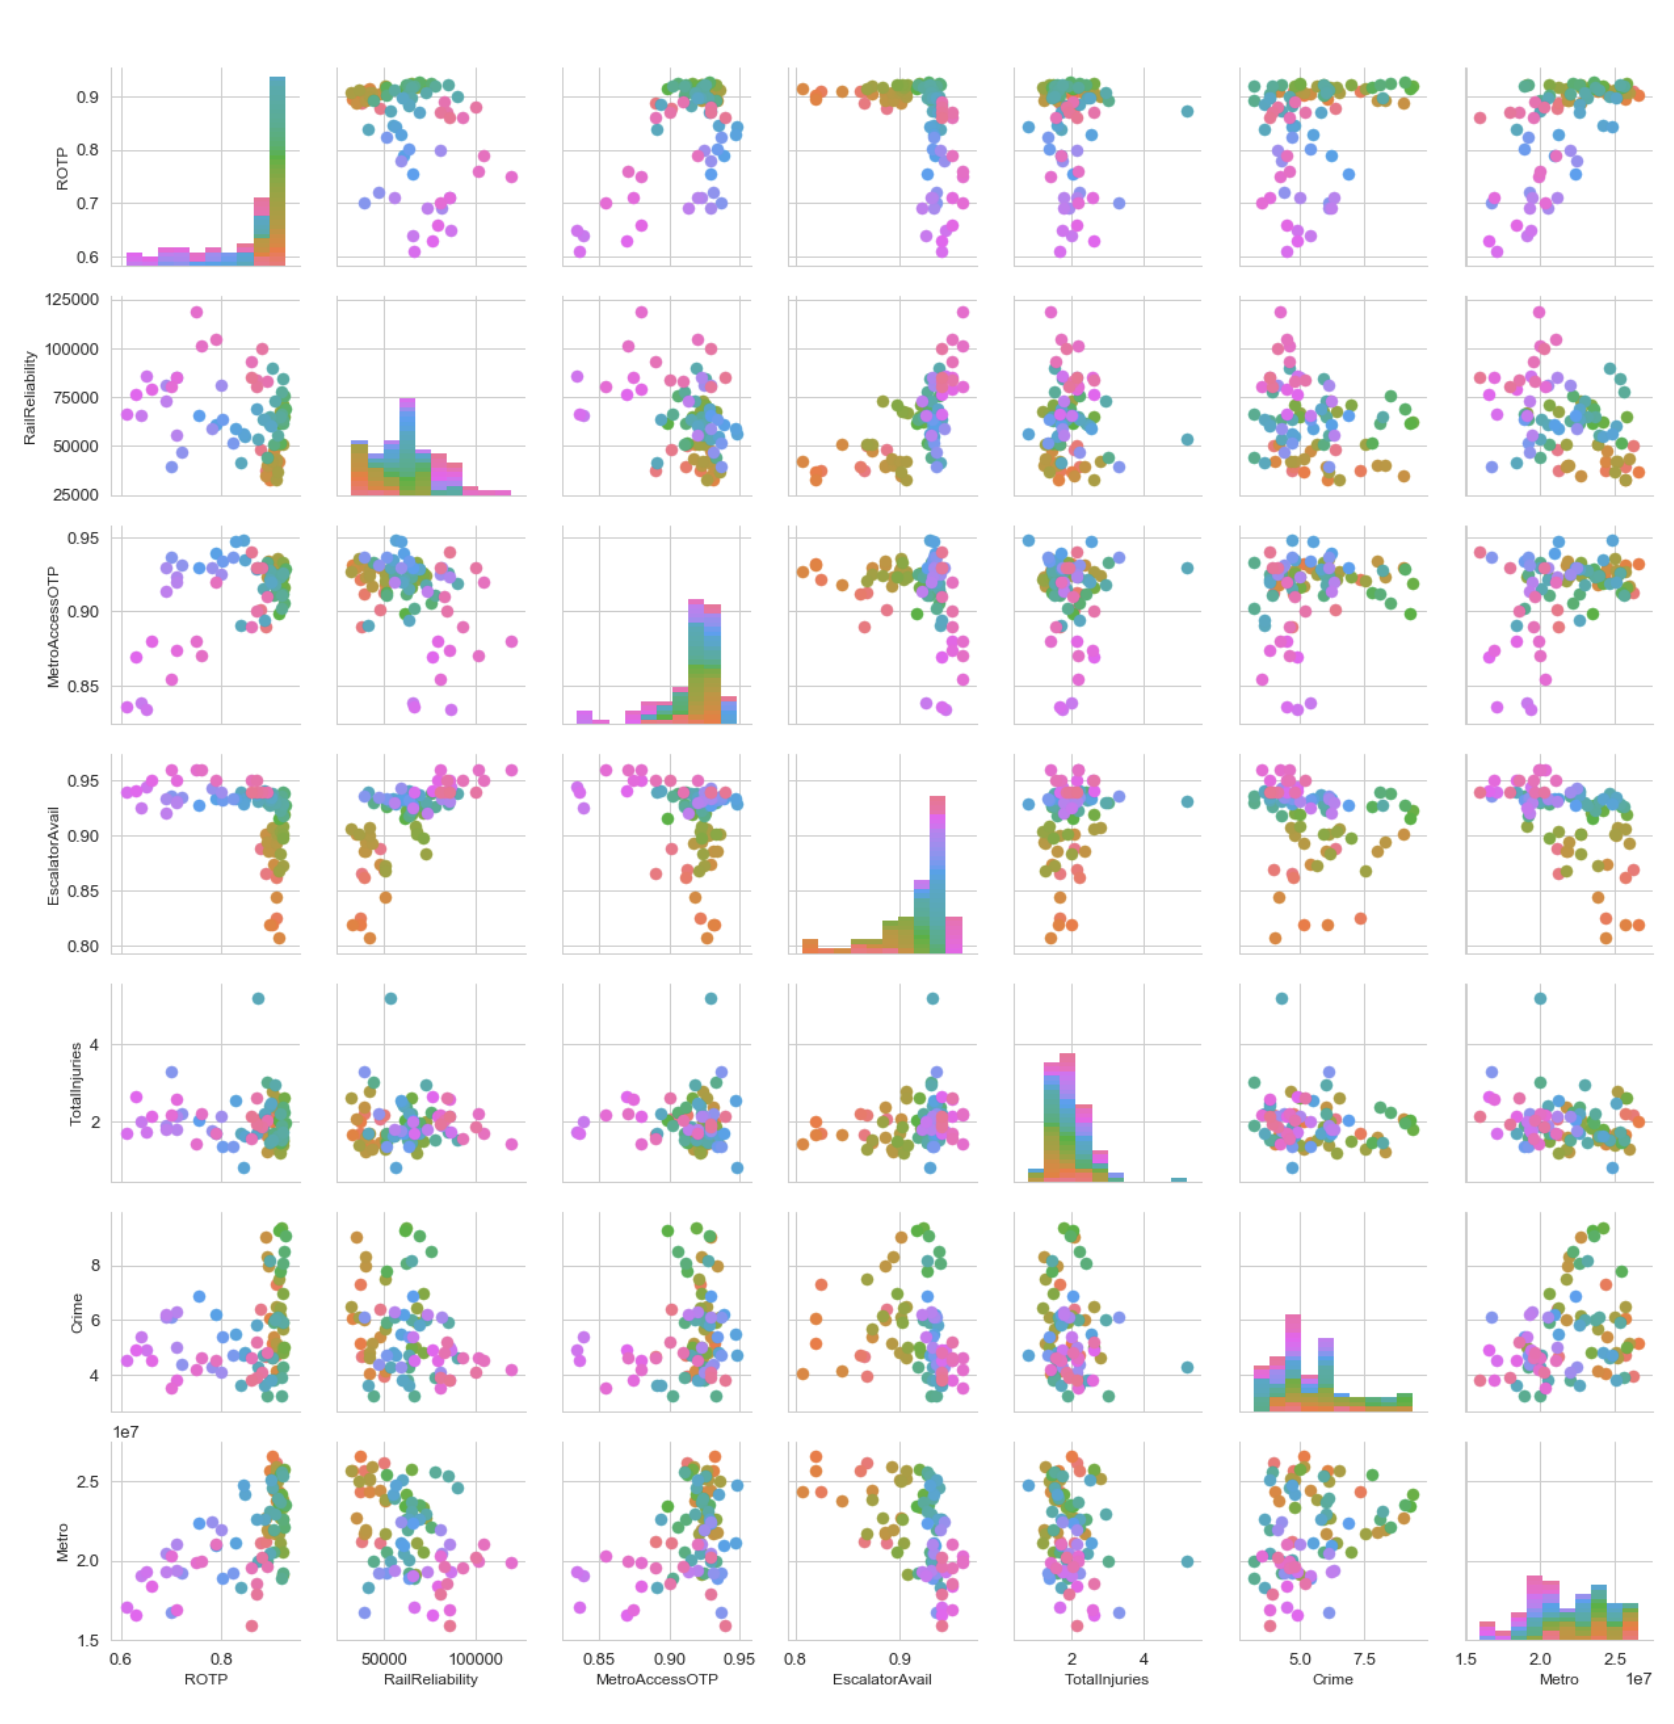 0.9
0.8
0.7
0.6
ROTP
125000
100000
75000
50000
25000
RailReliability
0.95
0.90
0.85
MetroAccessOTP
0.95
0.90
0.85
0.80
EscalatorAvail
4
2
TotalInjuries
8
6
4
Crime
1e7
2.5
2.0
1.5
Metro
0.6 0.8 50000 100000 0.85 0.90 0.95 0.8 0.9 2 4 5.0 7.5 1.5 2.0 2.5
ROTP RailReliability MetroAccessOTP EscalatorAvail TotalInjuries Crime Metro 1e7